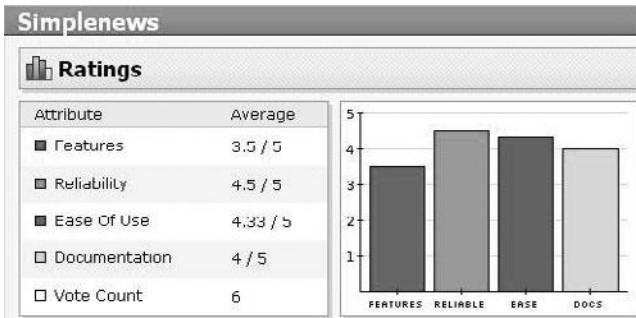 Simplenews
Ratings
Attribute Average
Features 3.5 / 5
Reliability 4.5 / 5
Ease Of Use 4.33 / 5
Documentation 4 / 5
Vote Count 6
5
4
3
2
1
FEATURES RELIABLE EASE DOCS